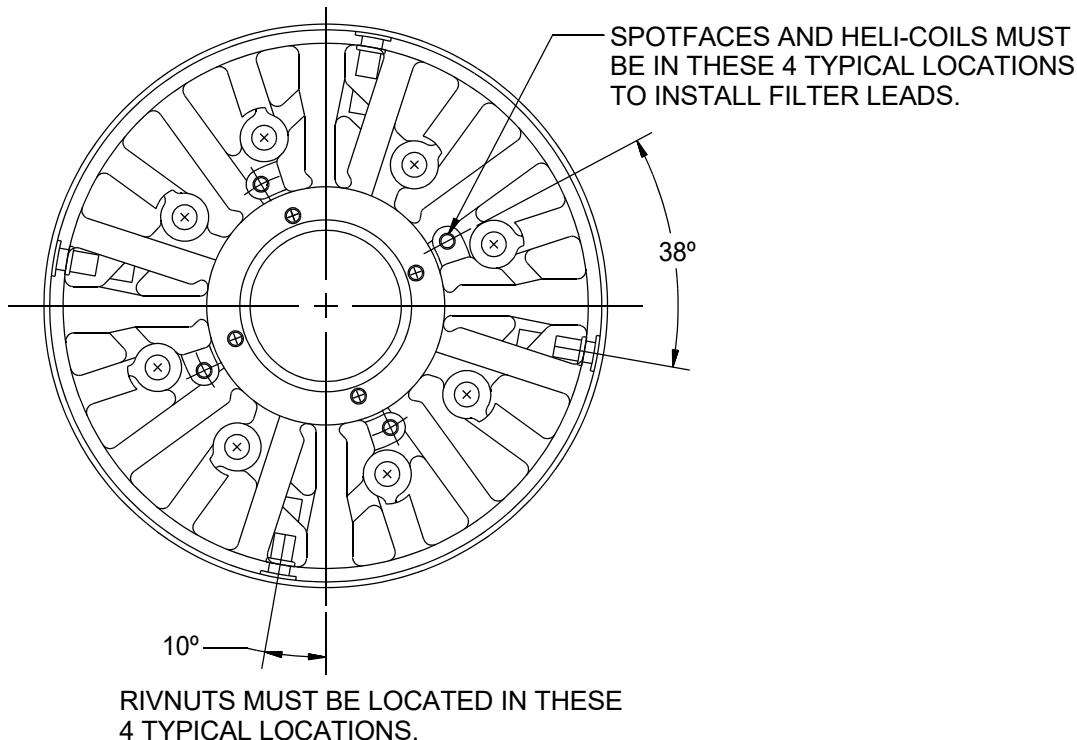 SPOTFACES AND HELI-COILS MUST
BE IN THESE 4 TYPICAL LOCATIONS
TO INSTALL FILTER LEADS.
38º
10º
RIVNUTS MUST BE LOCATED IN THESE
4 TYPICAL LOCATIONS.